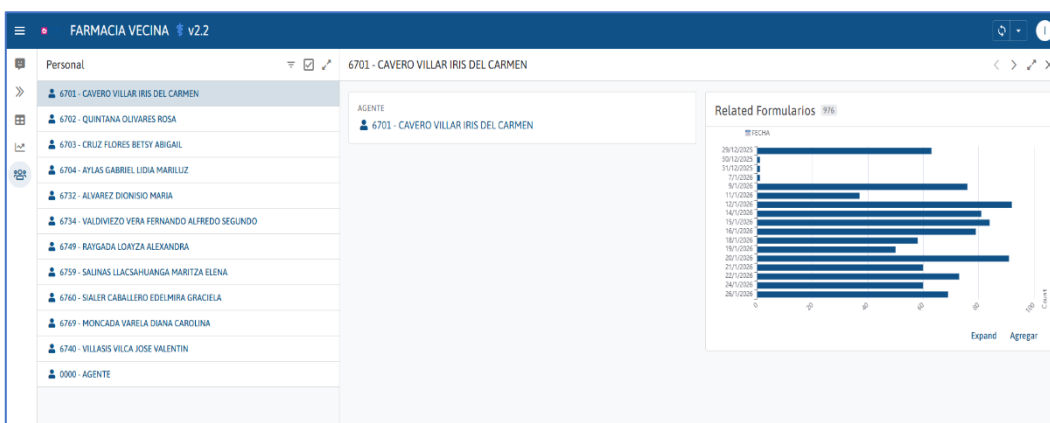 FARMACIA VECINA v2.2
Personal
6701 - CAVERO VILLAR IRIS DEL CARMEN
6702 - QUINTANA OLIVARES ROSA
6703 - CRUZ FLORES BETSY ABIGAIL
6704 - AYLAS GABRIEL LIDIA MARILUZ
6732 - ALVAREZ DIONISIO MARIA
6734 - VALDIVIEZO VERA FERNANDO ALFREDO SEGUNDO
6749 - RAYGADA LOAYZA ALEXANDRA
6759 - SALINAS LLACSAHUANGA MARITZA ELENA
6760 - SIALER CABALLERO EDELMIRA GRACIELA
6769 - MONCADA VARELA DIANA CAROLINA
6740 - VILLASIS VILCA JOSE VALENTIN
0000 - AGENTE
6701 - CAVERO VILLAR IRIS DEL CARMEN
AGENTE
6701 - CAVERO VILLAR IRIS DEL CARMEN
Related Formularios 976
FECHA
29/12/2025
30/12/2025
31/12/2025
7/1/2026
9/1/2026
11/1/2026
12/1/2026
14/1/2026
15/1/2026
16/1/2026
18/1/2026
19/1/2026
20/1/2026
21/1/2026
22/1/2026
24/1/2026
26/1/2026
0 20 40 60 80 100
Count
Expand Agregar
I